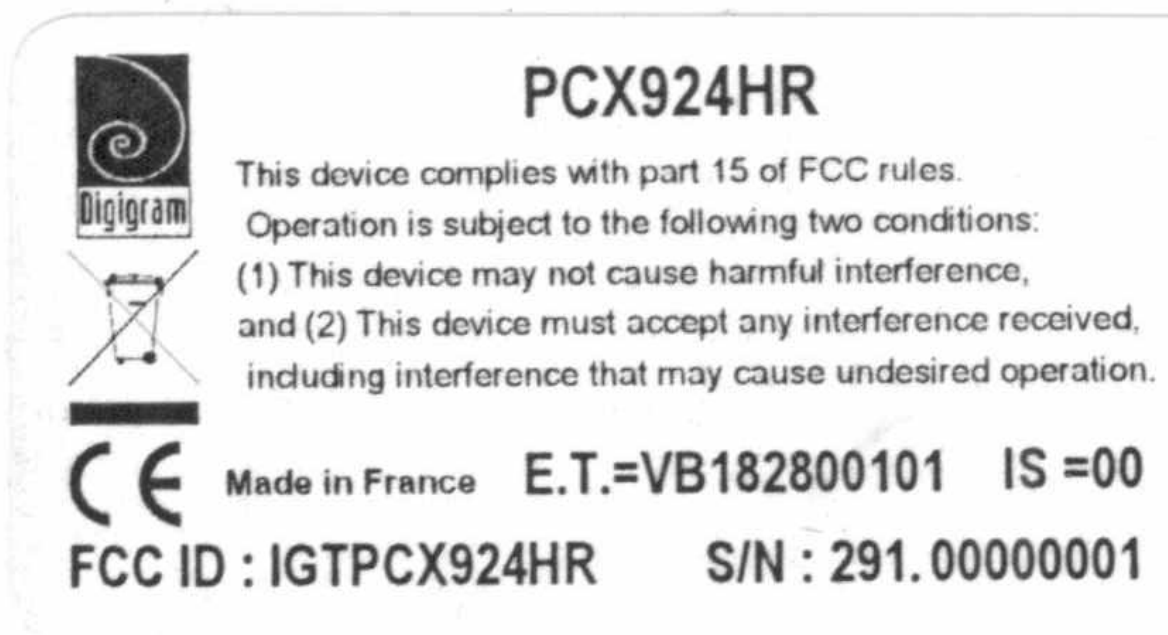 PCX924HR
Digigram
This device complies with part 15 of FCC rules.
Operation is subject to the following two conditions:
(1) This device may not cause harmful interference,
and (2) This device must accept any interference received,
including interference that may cause undesired operation.
CE Made in France E.T.=VB182800101 IS =00
FCC ID : IGTPCX924HR S/N : 291.00000001